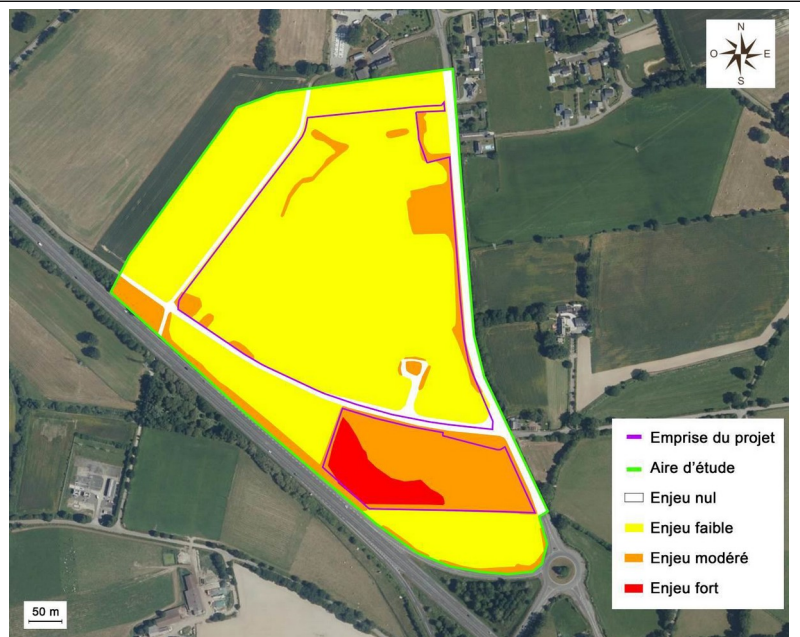 N
O E
S
Emprise du projet
Aire d'étude
Enjeu nul
Enjeu faible
Enjeu modéré
Enjeu fort
50 m